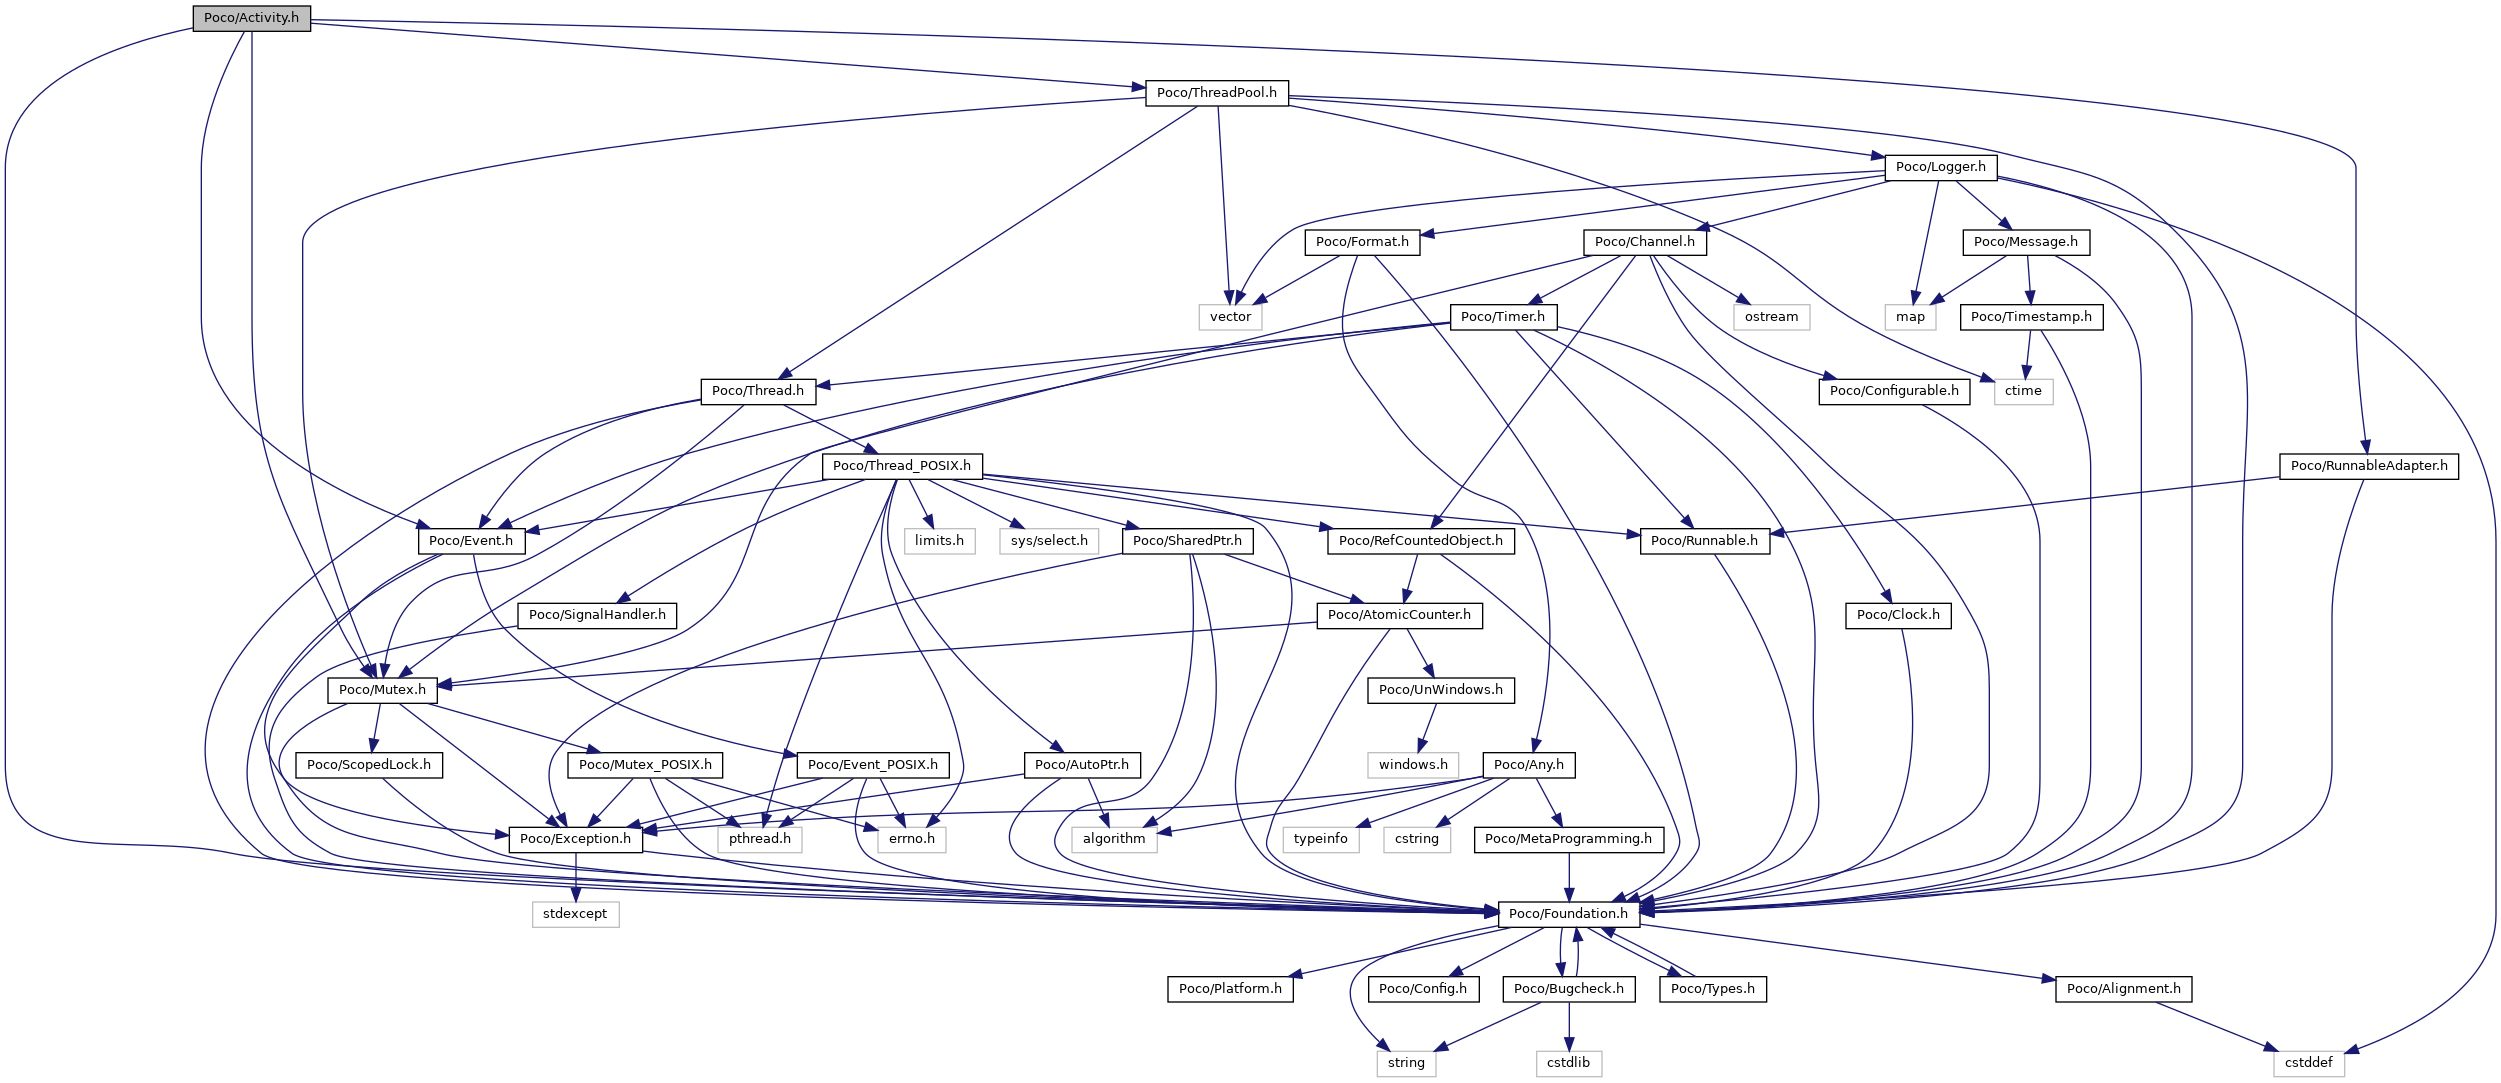 Poco/Activity.h
Poco/ThreadPool.h
Poco/Logger.h
Poco/Format.h
Poco/Channel.h
Poco/Message.h
vector
Poco/Timer.h
ostream
map
Poco/Timestamp.h
Poco/Thread.h
Poco/Configurable.h
ctime
Poco/Thread_POSIX.h
Poco/RunnableAdapter.h
Poco/Event.h
limits.h
sys/select.h
Poco/SharedPtr.h
Poco/RefCountedObject.h
Poco/Runnable.h
Poco/SignalHandler.h
Poco/AtomicCounter.h
Poco/Clock.h
Poco/Mutex.h
Poco/UnWindows.h
Poco/ScopedLock.h
Poco/Mutex_POSIX.h
Poco/Event_POSIX.h
Poco/AutoPtr.h
windows.h
Poco/Any.h
Poco/Exception.h
pthread.h
errno.h
algorithm
typeinfo
cstring
Poco/MetaProgramming.h
stdexcept
Poco/Foundation.h
Poco/Platform.h
Poco/Config.h
Poco/Bugcheck.h
Poco/Types.h
Poco/Alignment.h
string
cstdlib
cstddef